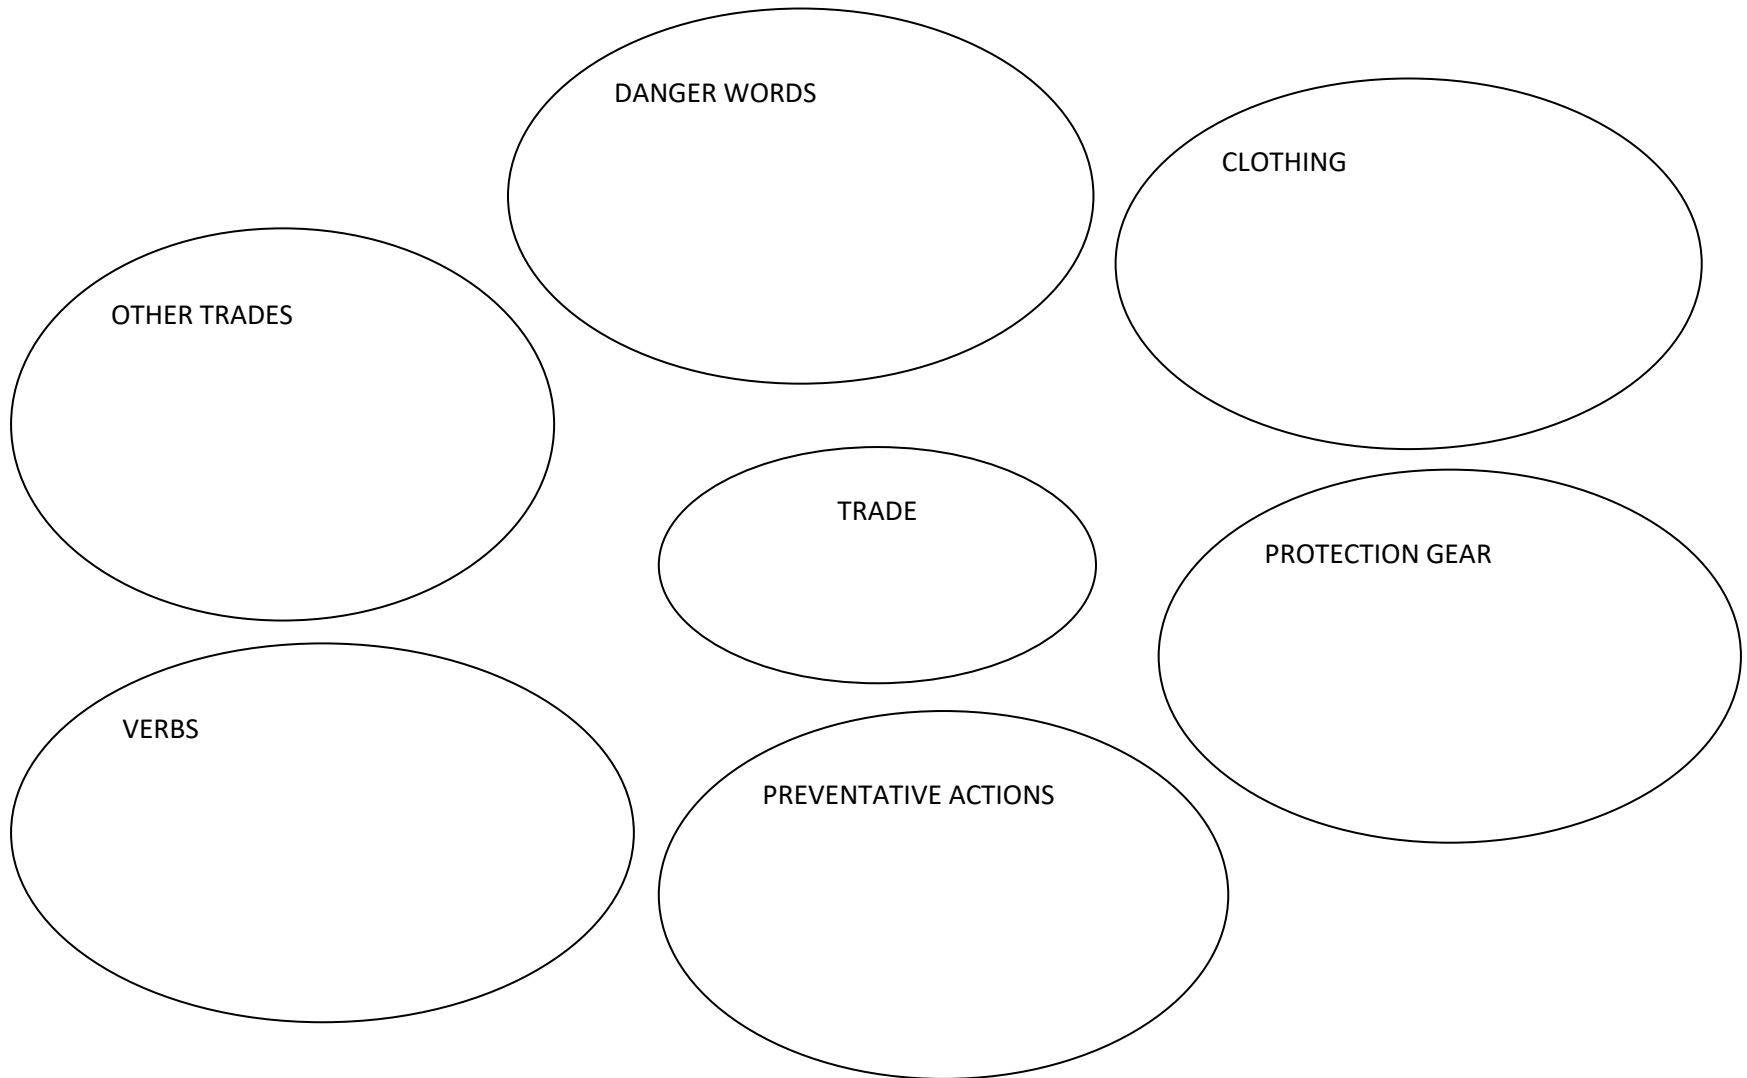 DANGER WORDS
CLOTHING
OTHER TRADES
TRADE
PROTECTION GEAR
VERBS
PREVENTATIVE ACTIONS